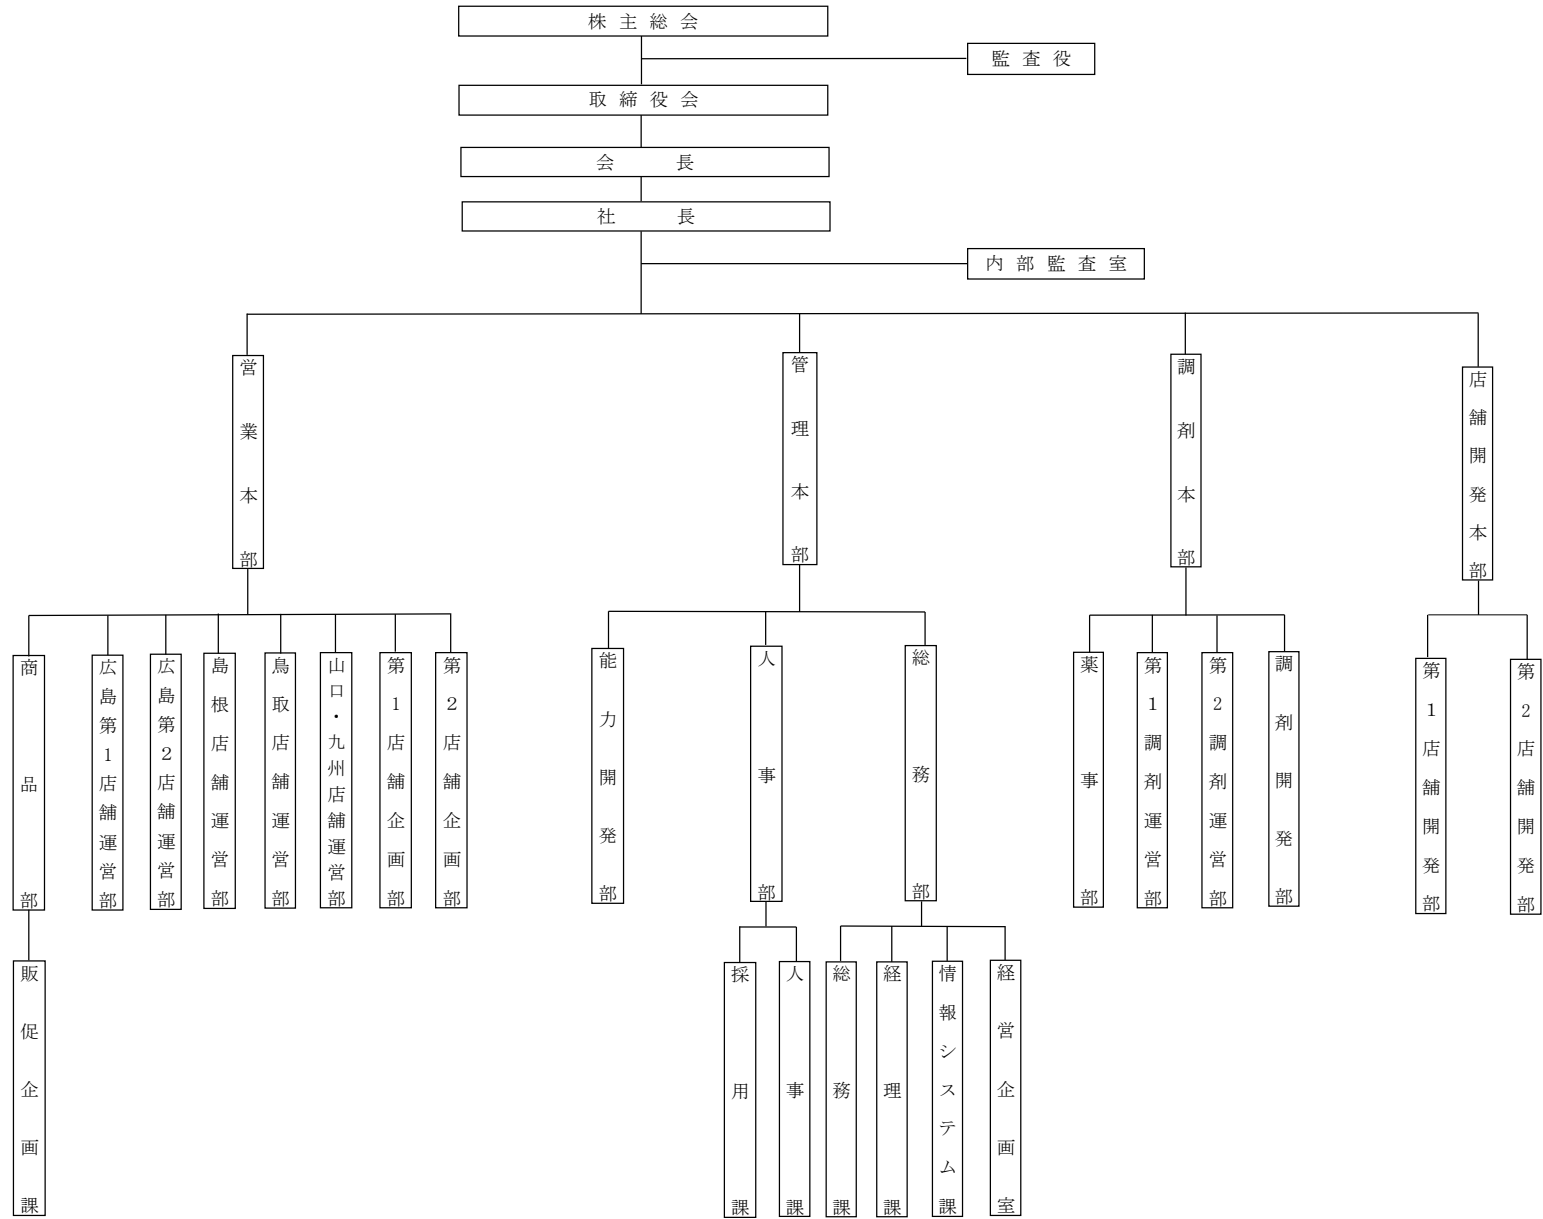 株主総会
監査役
取締役会
会長
社長
内部監査室
営業本部
管理本部
調剤本部
店舗開発本部
商品部
広島第1店舗運営部
広島第2店舗運営部
島根店舗運営部
鳥取店舗運営部
山口・九州店舗運営部
第1店舗企画部
第2店舗企画部
能力開発部
人事部
総務部
薬事部
第1調剤運営部
第2調剤運営部
調剤開発部
第1店舗開発部
第2店舗開発部
販促企画課
採用課
人事課
総務課
経理課
情報システム課
経営企画室